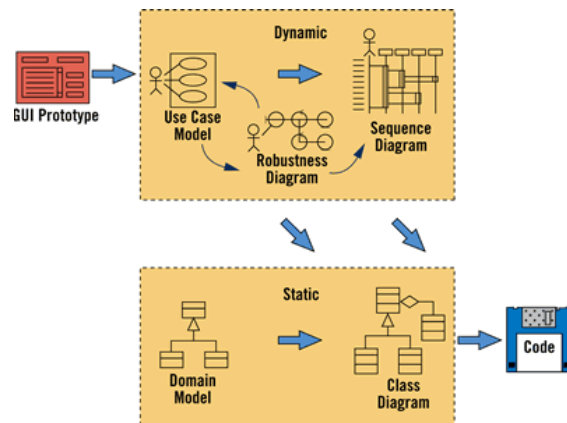 Dynamic
GUI Prototype
Use Case
Model
Robustness
Diagram
Sequence
Diagram
Static
Domain
Model
Class
Diagram
Code